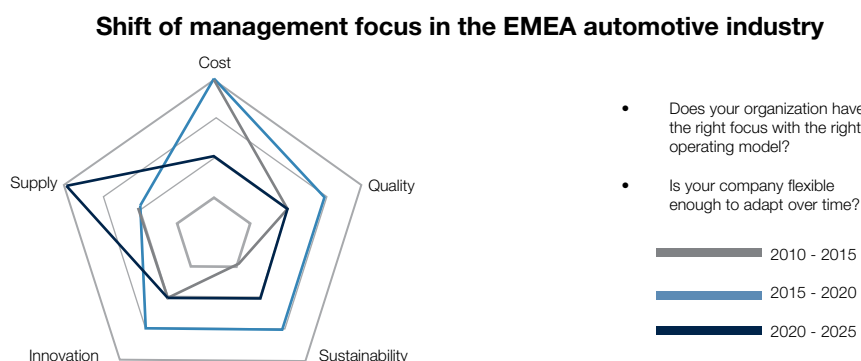 Shift of management focus in the EMEA automotive industry
Cost
Supply
Quality
Innovation
Sustainability
• Does your organization have
the right focus with the right
operating model?
• Is your company flexible
enough to adapt over time?
2010 - 2015
2015 - 2020
2020 - 2025